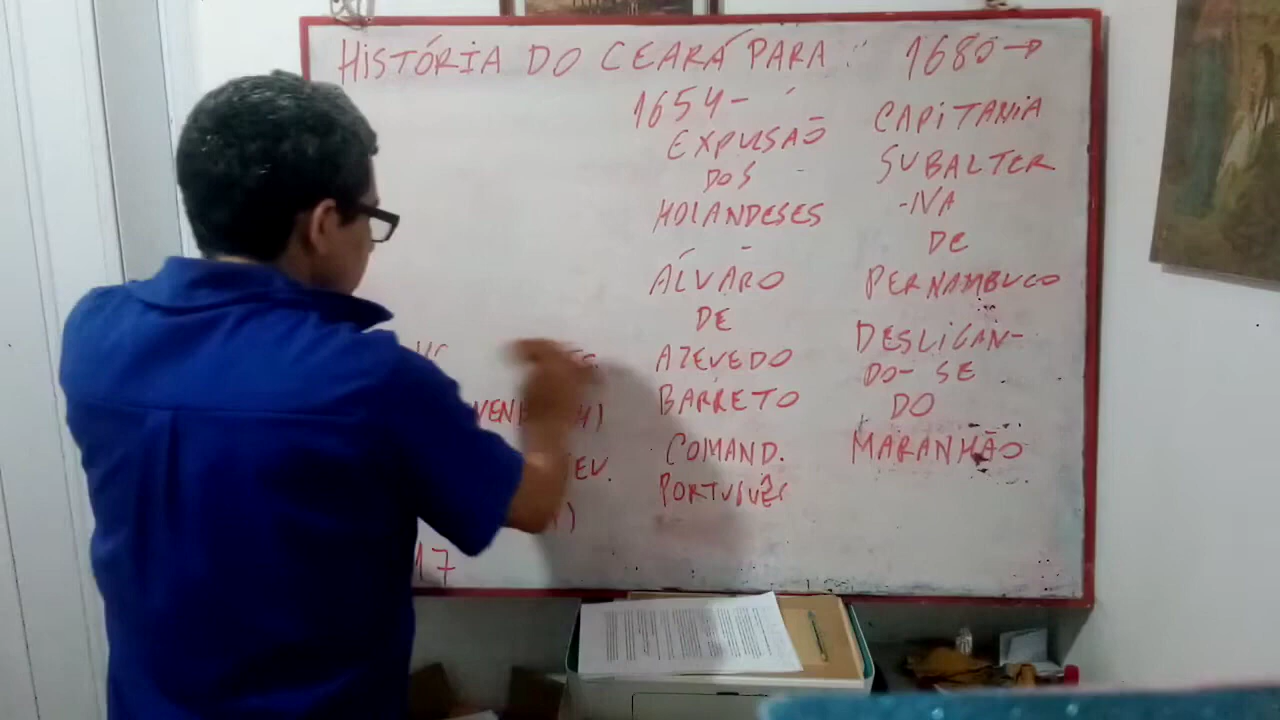 HISTÓRIA DO CEARÁ PARA :
1654-
EXPULSÃO
DOS
HOLANDESES
ÁLVARO
DE
AZEVEDO
BARRETO
COMAND.
PORTUGUÊS
1680→
CAPITANIA
SUBALTER
-NA
DE
PERNAMBUCO
DESLIGAN-
DO-SE
DO
MARANHÃO
17